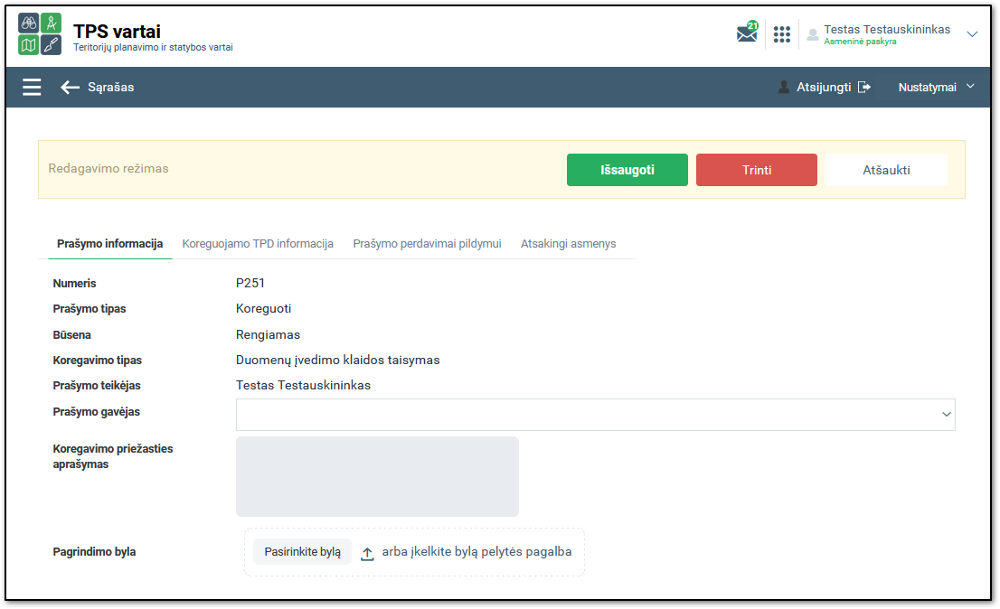 TPS vartai
Teritorijų planavimo ir statybos vartai
21
Testas Testauskininkas
Asmeninė paskyra
Sąrašas
Atsijungti
Nustatymai
Redagavimo režimas
Išsaugoti
Trinti
Atšaukti
Prašymo informacija
Koreguojamo TPD informacija
Prašymo perdavimai pildymui
Atsakingi asmenys
Numeris P251
Prašymo tipas Koreguoti
Būsena Rengiamas
Koregavimo tipas Duomenų įvedimo klaidos taisymas
Prašymo teikėjas Testas Testauskininkas
Prašymo gavėjas
Koregavimo priežasties
aprašymas
Pagrindimo byla Pasirinkite bylą arba įkelkite bylą pelytės pagalba